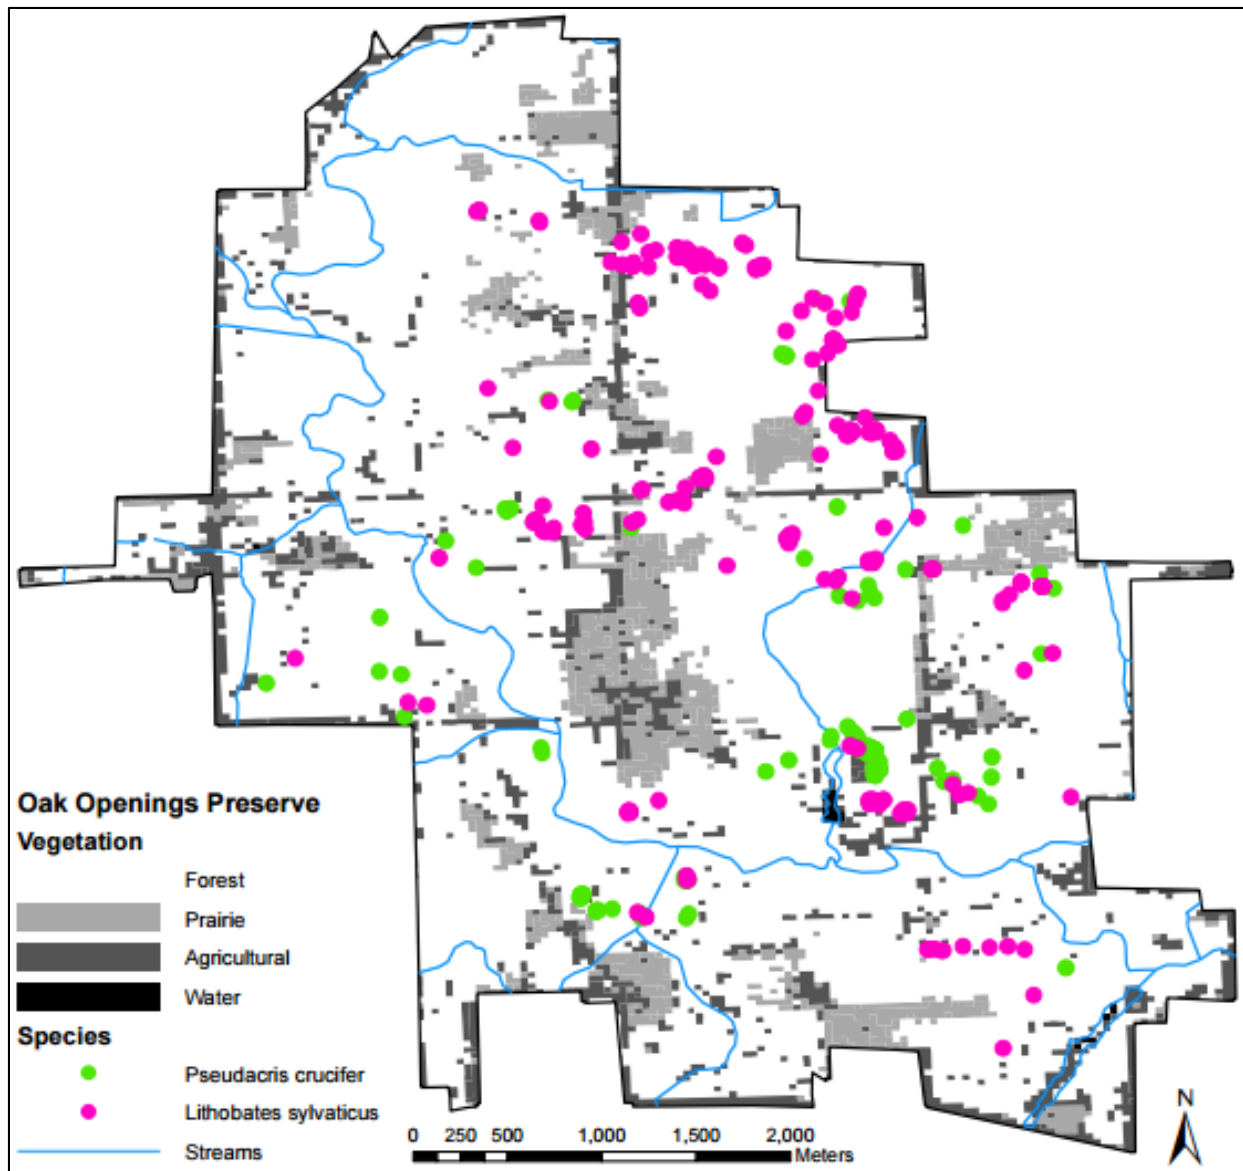 Oak Openings Preserve
Vegetation
Forest
Prairie
Agricultural
Water
Species
Pseudacris crucifer
Lithobates sylvaticus
Streams
0 250 500 1,000 1,500 2,000
Meters
N